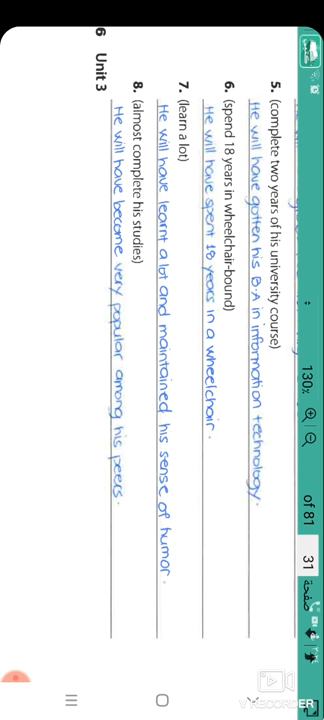 130%
of 81
31
صفحة
5. (complete two years of his university course)
He will have gotten his B.A in information technology.
6. (spend 18 years in wheelchair-bound)
He will have spent 18 years in a wheelchair.
7. (learn a lot)
He will have learnt a lot and maintained his sense of humor.
8. (almost complete his studies)
He will have become very popular among his peers.
6 Unit 3
V RECORDER